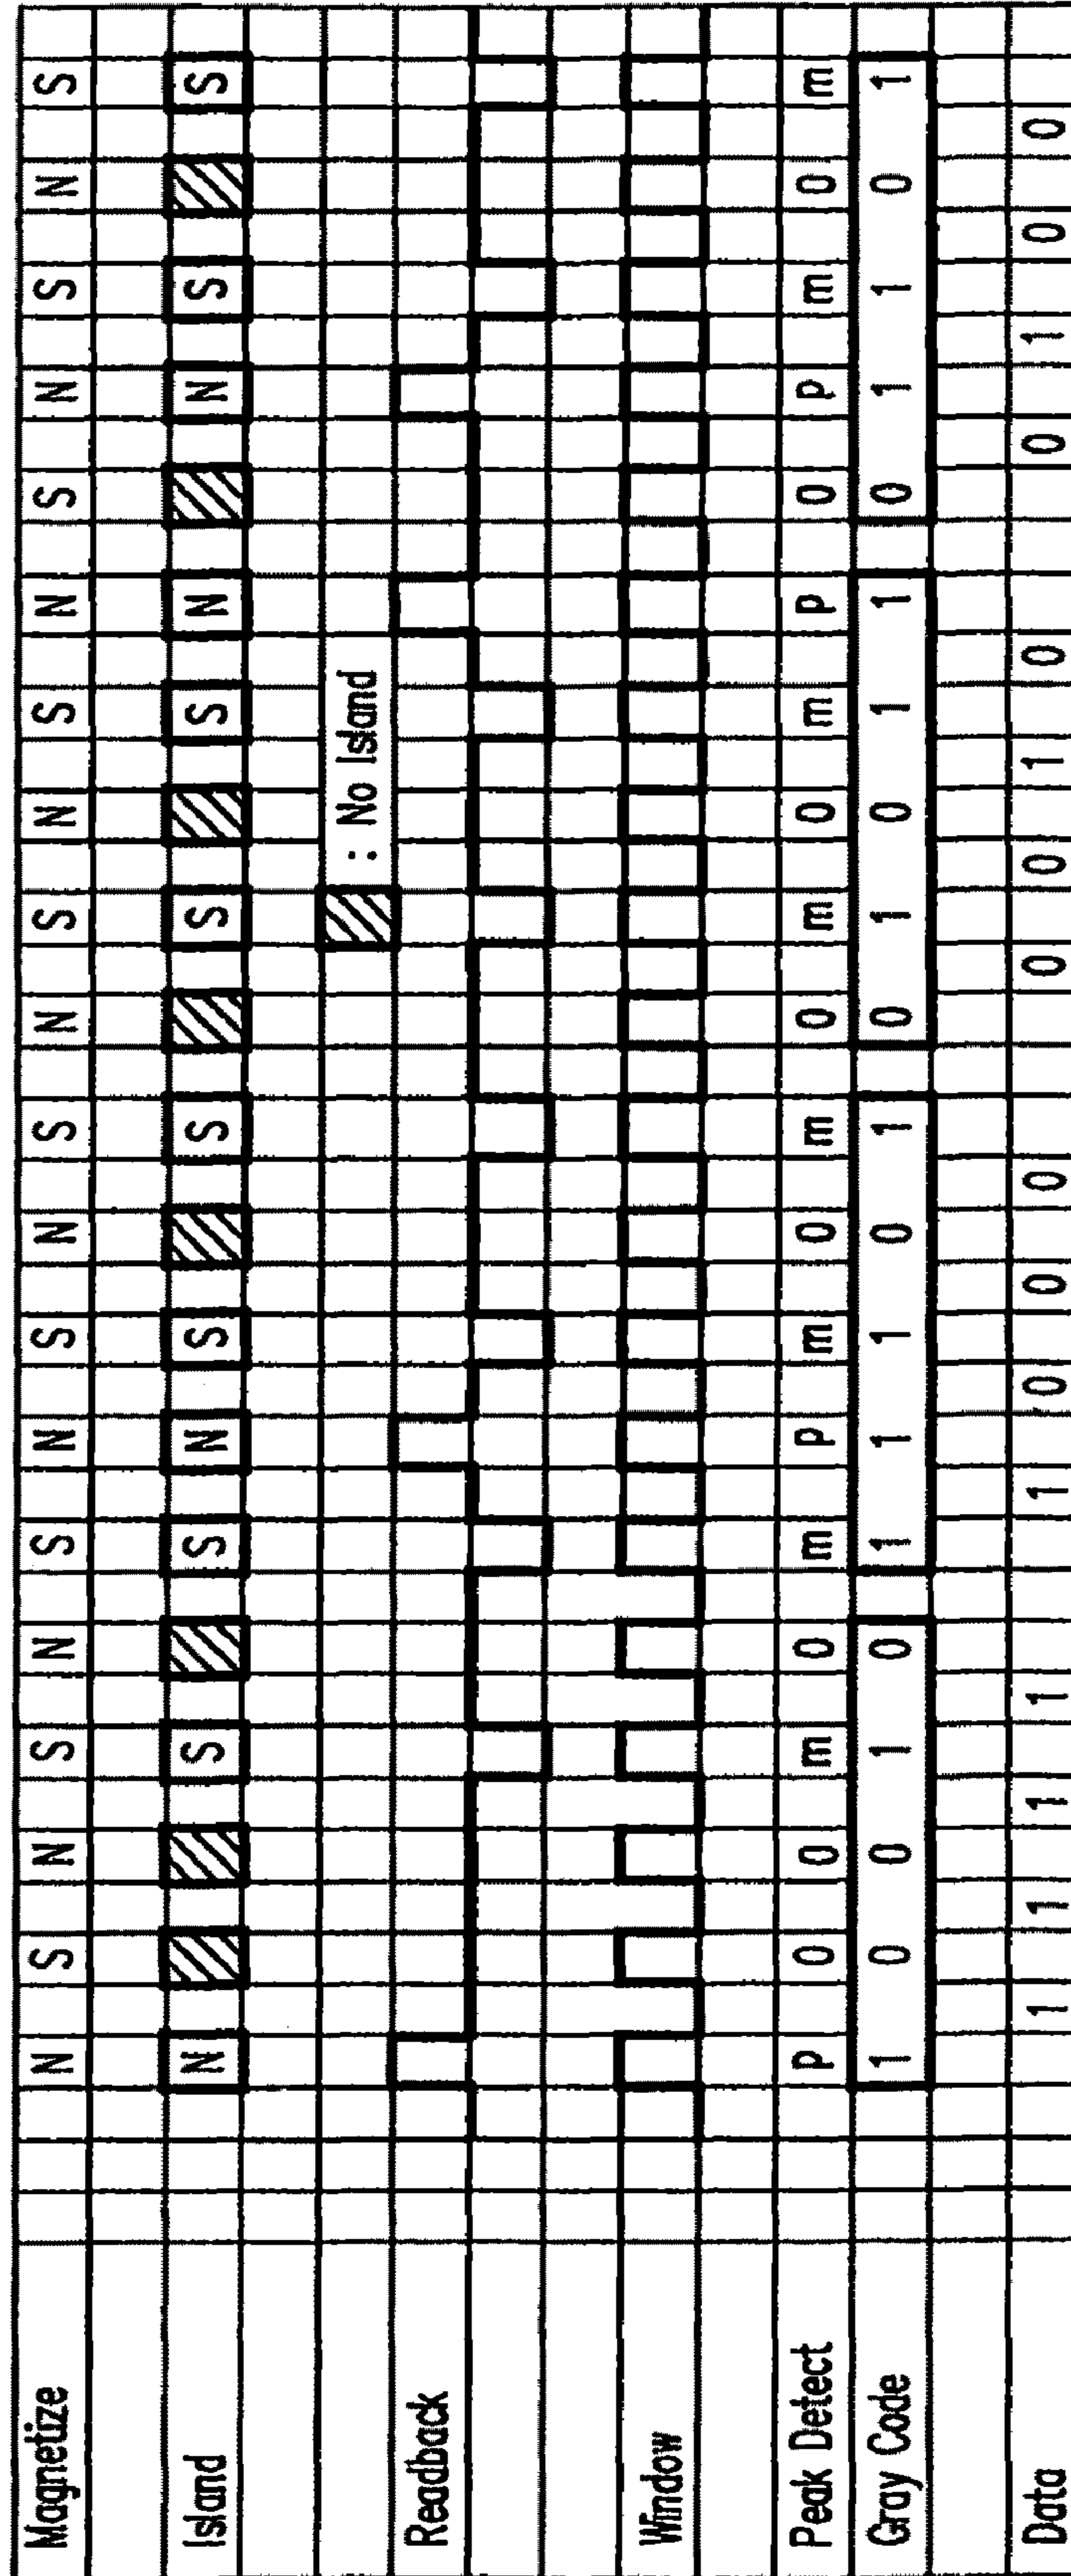 Magnetize N S N S N S N S N S N S N S N S N S N S
Island N S S N S S S S N N S S
: No Island
Readback
Window
Peak Detect P 0 0 m 0 m P m 0 m 0 m 0 m P 0 P m 0 m
Gray Code 1 0 0 1 0 1 1 1 0 1 0 1 0 1 1 0 1 1 0 1
Data 1 1 1 1 1 0 0 0 0 0 1 0 0 1 0 0